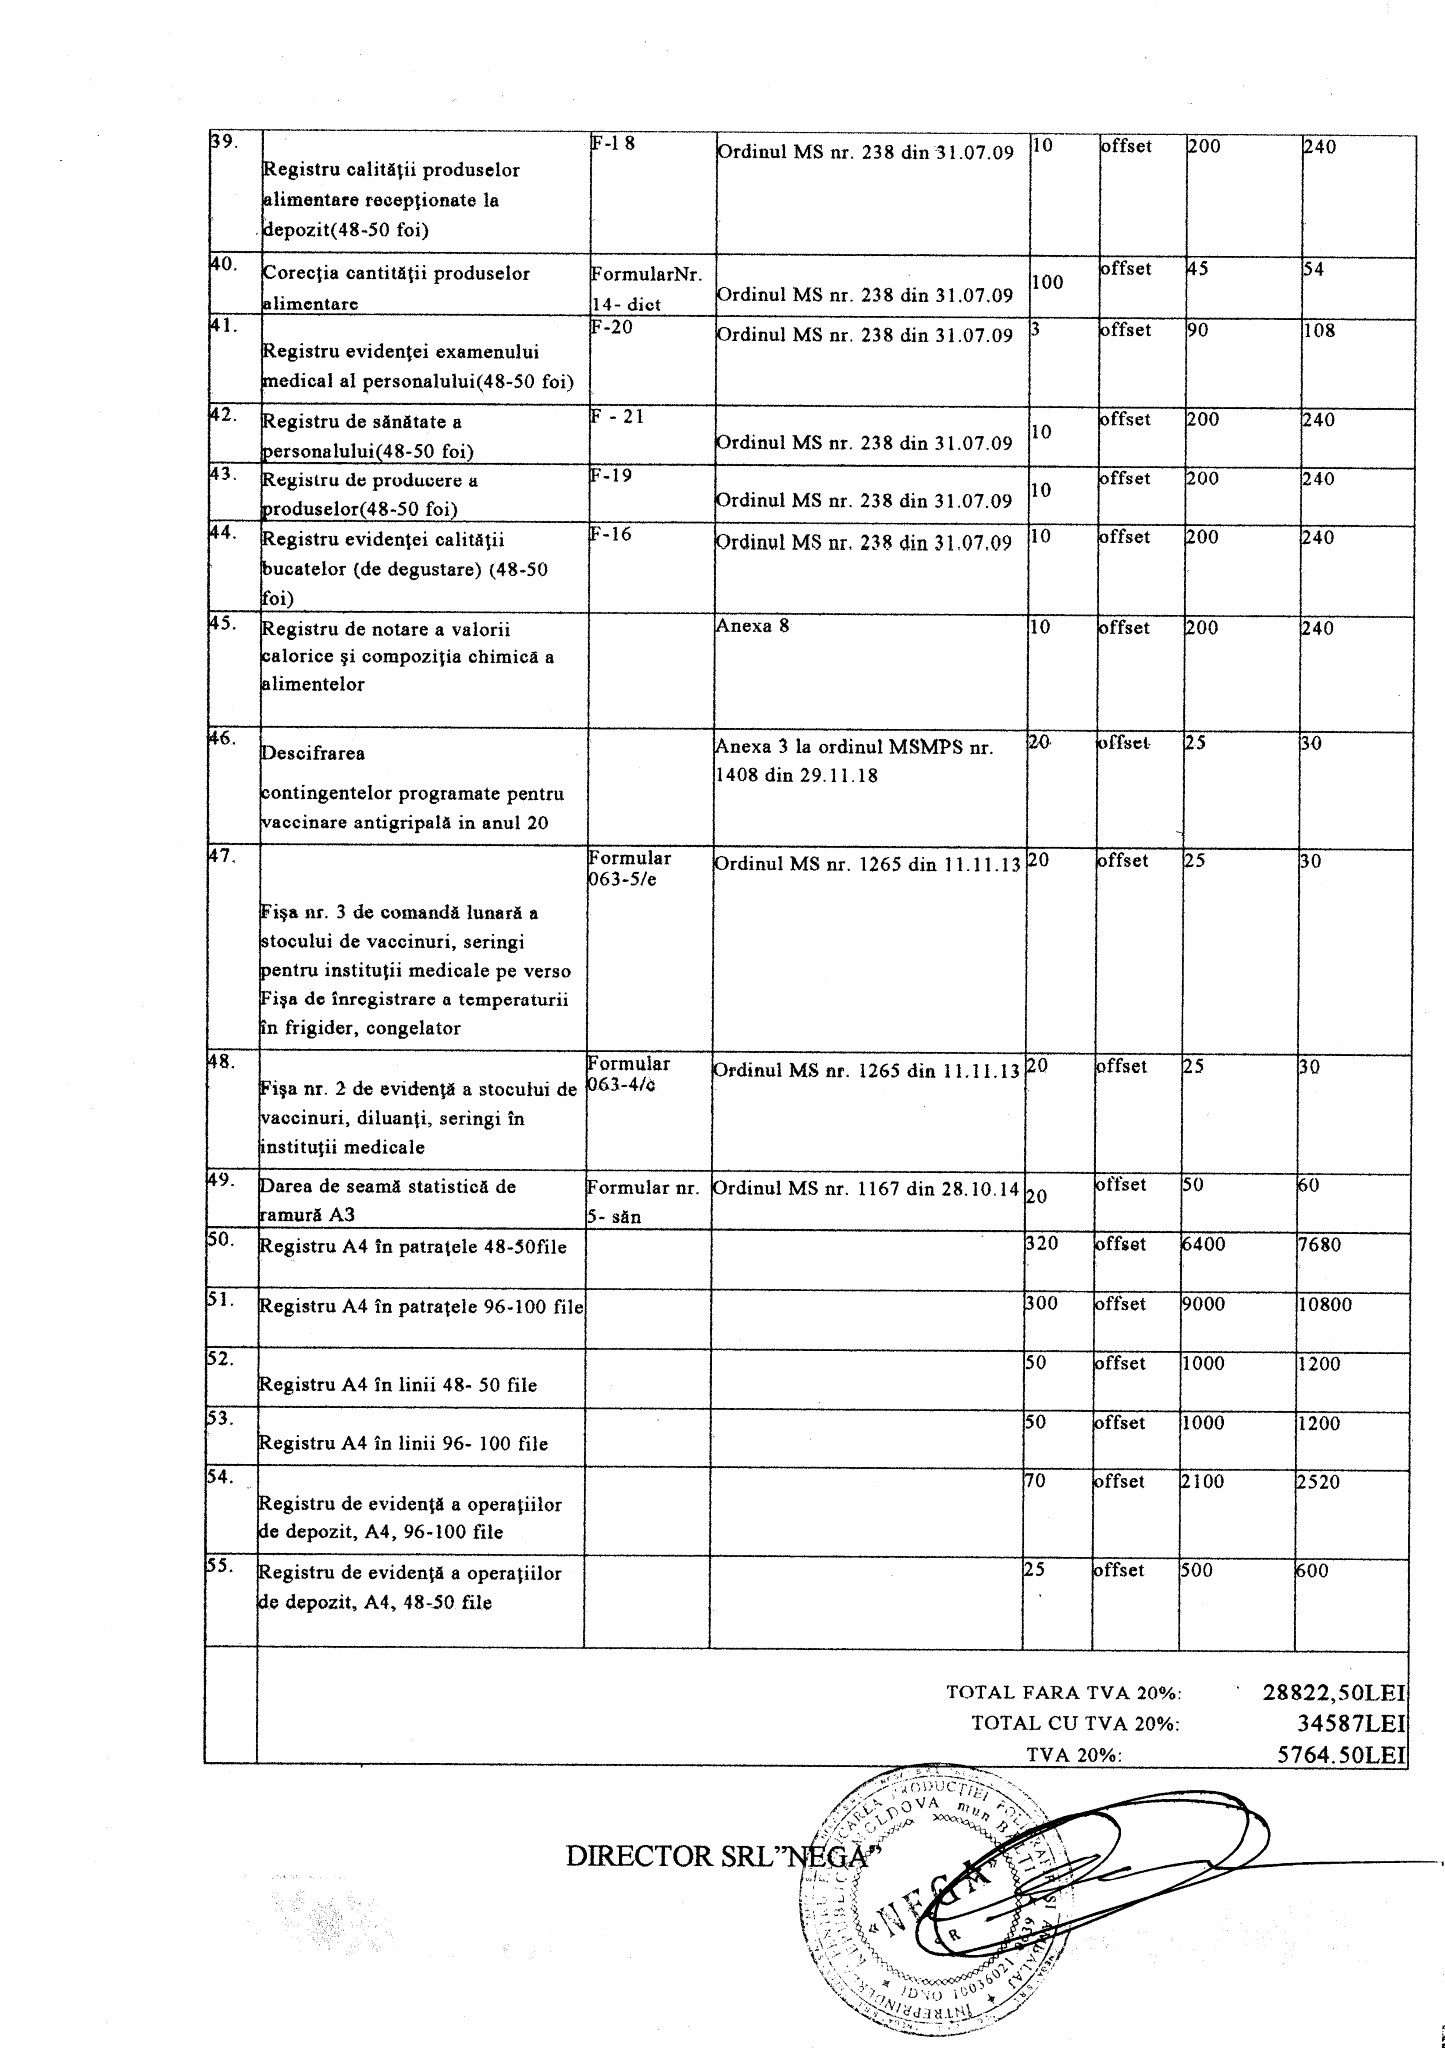 39.
Registru calităţii produselor
alimentare recepţionate la
depozit(48-50 foi)
F-18
Ordinul MS nr. 238 din 31.07.09
10
offset
200
240
40.
Corecţia cantităţii produselor
alimentare
FormularNr.
14- diet
Ordinul MS nr. 238 din 31.07.09
100
offset
45
54
41.
Registru evidenţei examenului
medical al personalului(48-50 foi)
F-20
Ordinul MS nr. 238 din 31.07.09
3
offset
90
108
42.
Registru de sănătate a
personalului(48-50 foi)
F - 21
Ordinul MS nr. 238 din 31.07.09
10
offset
200
240
43.
Registru de producere a
produselor(48-50 foi)
F-19
Ordinul MS nr. 238 din 31.07.09
10
offset
200
240
44.
Registru evidenţei calităţii
bucatelor (de degustare) (48-50
foi)
F-16
Ordinul MS nr. 238 din 31.07.09
10
offset
200
240
45.
Registru de notare a valorii
calorice şi compoziţia chimică a
alimentelor
Anexa 8
10
offset
200
240
46.
Descifrarea
contingentelor programate pentru
vaccinare antigripală in anul 20
Anexa 3 la ordinul MSMPS nr.
1408 din 29.11.18
20
offset
25
30
47.
Fişa nr. 3 de comandă lunară a
stocului de vaccinuri, seringi
pentru instituţii medicale pe verso
Fişa de înregistrare a temperaturii
în frigider, congelator
Formular
063-5/e
Ordinul MS nr. 1265 din 11.11.13
20
offset
25
30
48.
Fişa nr. 2 de evidenţă a stocului de
vaccinuri, diluanţi, seringi în
instituţii medicale
Formular
063-4/e
Ordinul MS nr. 1265 din 11.11.13
20
offset
25
30
49.
Darea de seamă statistică de
ramură A3
Formular nr.
5- săn
Ordinul MS nr. 1167 din 28.10.14
20
offset
50
60
50.
Registru A4 în patraţele 48-50file
320
offset
6400
7680
51.
Registru A4 în patraţele 96-100 file
300
offset
9000
10800
52.
Registru A4 în linii 48- 50 file
50
offset
1000
1200
53.
Registru A4 în linii 96- 100 file
50
offset
1000
1200
54.
Registru de evidenţă a operaţiilor
de depozit, A4, 96-100 file
70
offset
2100
2520
55.
Registru de evidenţă a operaţiilor
de depozit, A4, 48-50 file
25
offset
500
600
TOTAL FARA TVA 20%: 28822,50LEI
TOTAL CU TVA 20%: 34587LEI
TVA 20%: 5764.50LEI
DIRECTOR SRL”NEGA”
MOLDOVA mun
"NEGA"
IDNO